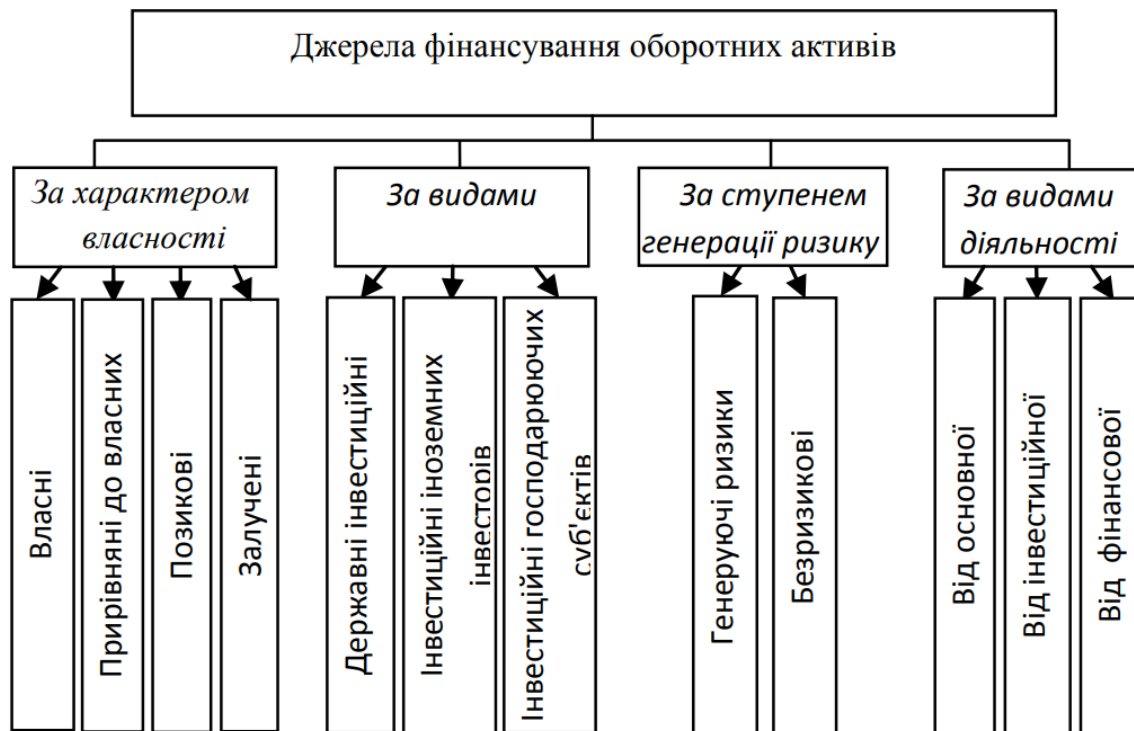 Джерела фінансування оборотних активів
За характером
власності
За видами
За ступенем
генерації ризику
За видами
діяльності
Власні
Прирівняні до власних
Позикові
Залучені
Державні інвестиційні
Інвестиційні іноземних
інвесторів
Інвестиційні господарюючих
суб'єктів
Генеруючі ризики
Безризикові
Від основної
Від інвестиційної
Від фінансової